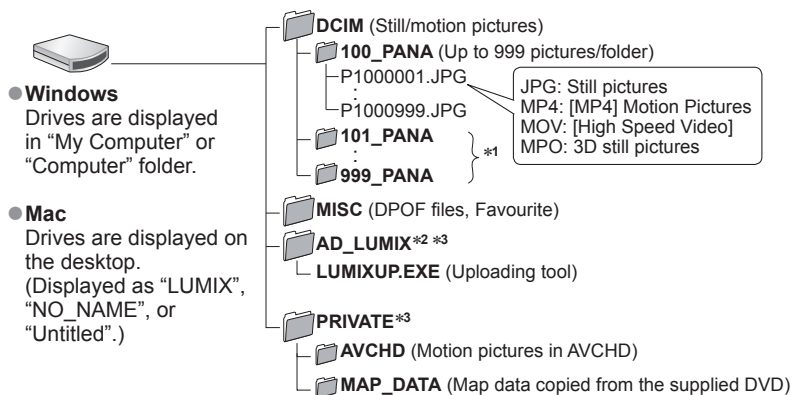 ●Windows
Drives are displayed
in “My Computer” or
“Computer” folder.
●Mac
Drives are displayed on
the desktop.
(Displayed as “LUMIX”,
“NO_NAME”, or
“Untitled”.)
DCIM (Still/motion pictures)
100_PANA (Up to 999 pictures/folder)
P1000001.JPG
:
P1000999.JPG
JPG: Still pictures
MP4: [MP4] Motion Pictures
MOV: [High Speed Video]
MPO: 3D still pictures
101_PANA
:
999_PANA
*1
MISC (DPOF files, Favourite)
AD_LUMIX*2 *3
LUMIXUP.EXE (Uploading tool)
PRIVATE*3
AVCHD (Motion pictures in AVCHD)
MAP_DATA (Map data copied from the supplied DVD)